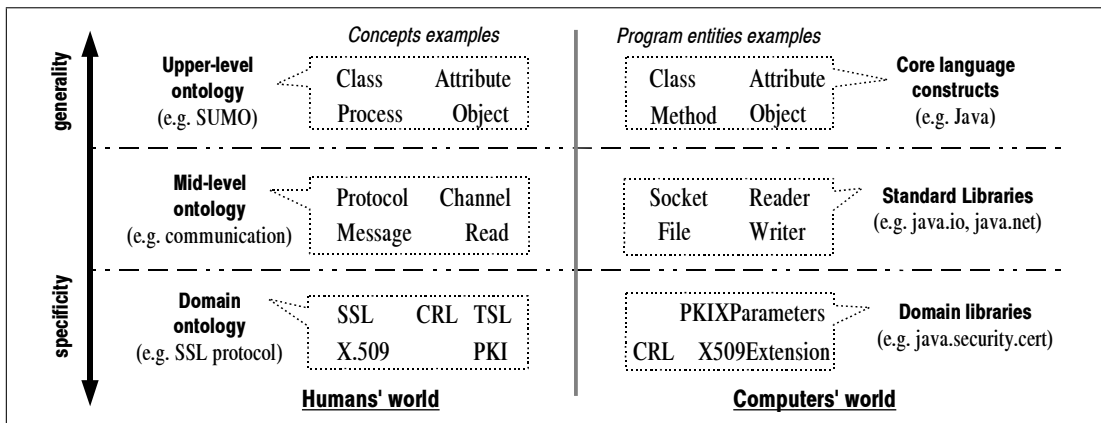 Concepts examples
Program entities examples
generality
Upper-level
ontology
(e.g. SUMO)
Class Attribute
Process Object
Class Attribute
Method Object
Core language
constructs
(e.g. Java)
Mid-level
ontology
(e.g. communication)
Protocol Channel
Message Read
Socket Reader
File Writer
Standard Libraries
(e.g. java.io, java.net)
specificity
Domain
ontology
(e.g. SSL protocol)
SSL CRL TSL
X.509 PKI
PKIXParameters
CRL X509Extension
Domain libraries
(e.g. java.security.cert)
Humans' world
Computers' world